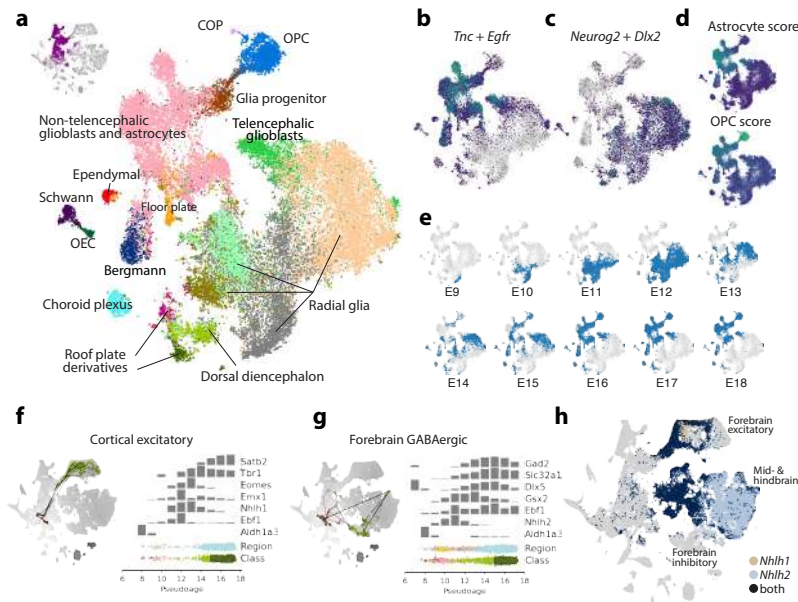 a
COP
OPC
Glia progenitor
Non-telencephalic
glioblasts and astrocytes
Telencephalic
glioblasts
Ependymal
Schwann
Floor plate
OEC
Bergmann
Choroid plexus
Radial glia
Roof plate
derivatives
Dorsal diencephalon
b
Tnc + Egfr
c
Neurog2 + Dlx2
d
Astrocyte score
OPC score
e
E9
E10
E11
E12
E13
E14
E15
E16
E17
E18
f
Cortical excitatory
Satb2
Tbr1
Eomes
Emx1
Nhlh1
Ebf1
Aldh1a3
Region
Class
6 8 10 12 14 16 18
Pseudoage
g
Forebrain GABAergic
Gad2
Slc32a1
Dlx5
Gsx2
Ebf1
Nhlh2
Aldh1a3
Region
Class
6 8 10 12 14 16 18
Pseudoage
h
Forebrain
excitatory
Mid- &
hindbrain
Forebrain
inhibitory
Nhlh1
Nhlh2
both